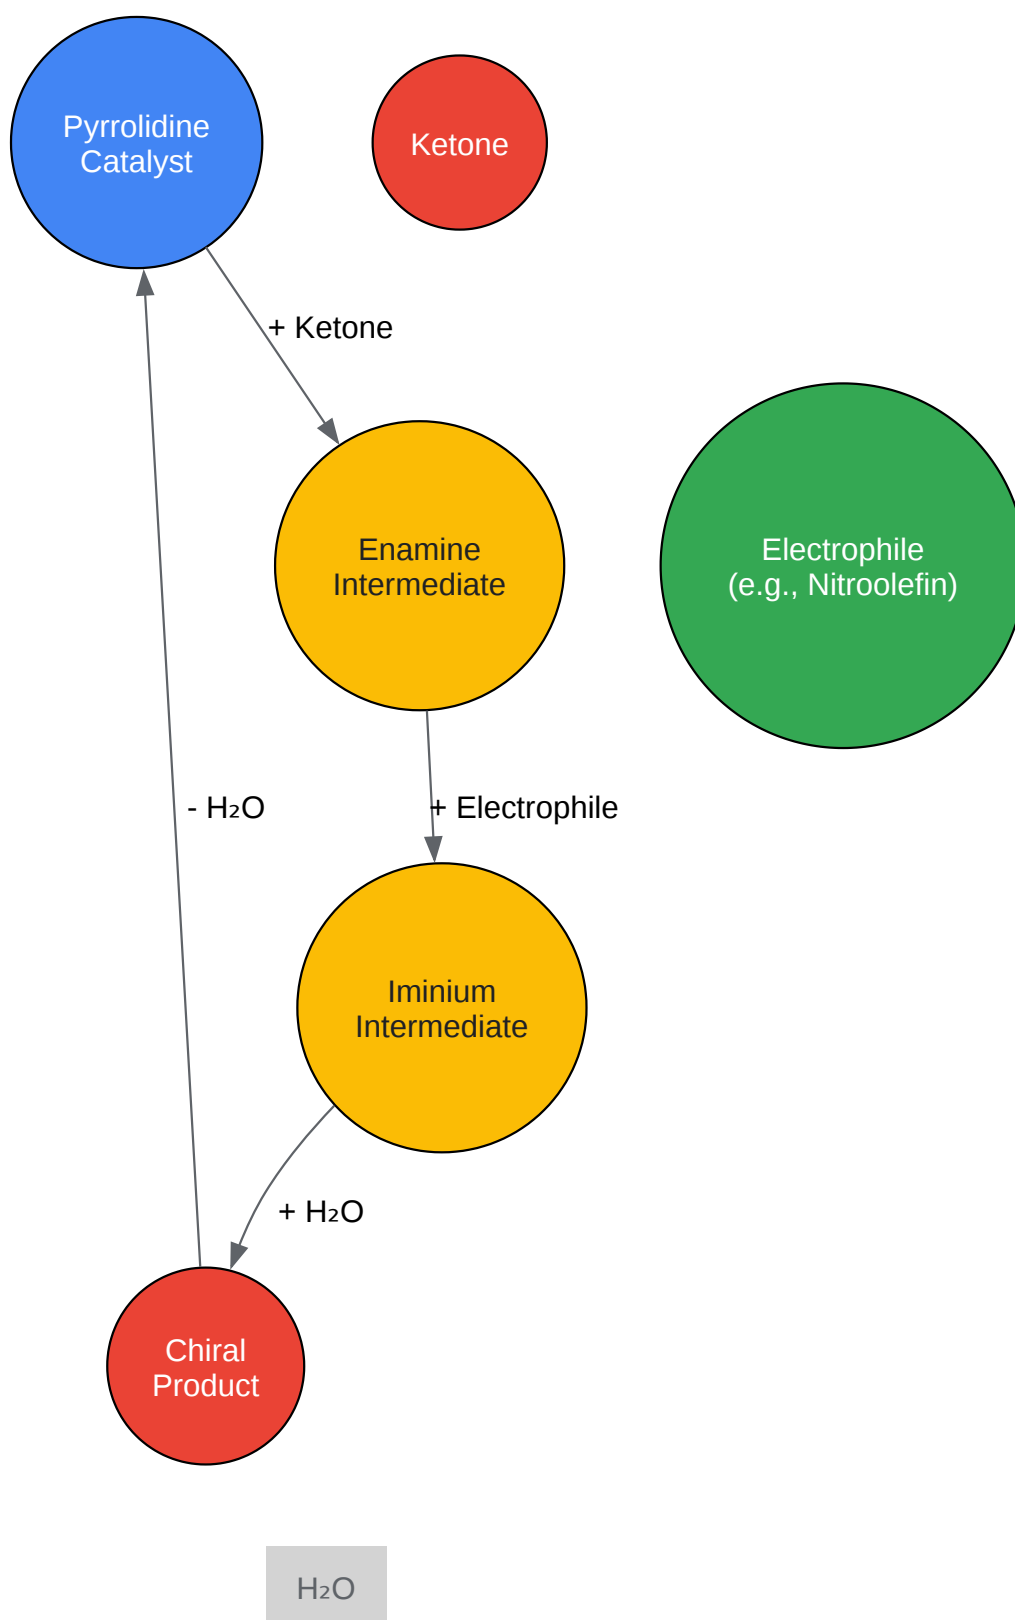 Pyrrolidine
Catalyst
Ketone
+ Ketone
Enamine
Intermediate
Electrophile
(e.g., Nitroolefin)
- H₂O
+ Electrophile
Iminium
Intermediate
+ H₂O
Chiral
Product
H₂O